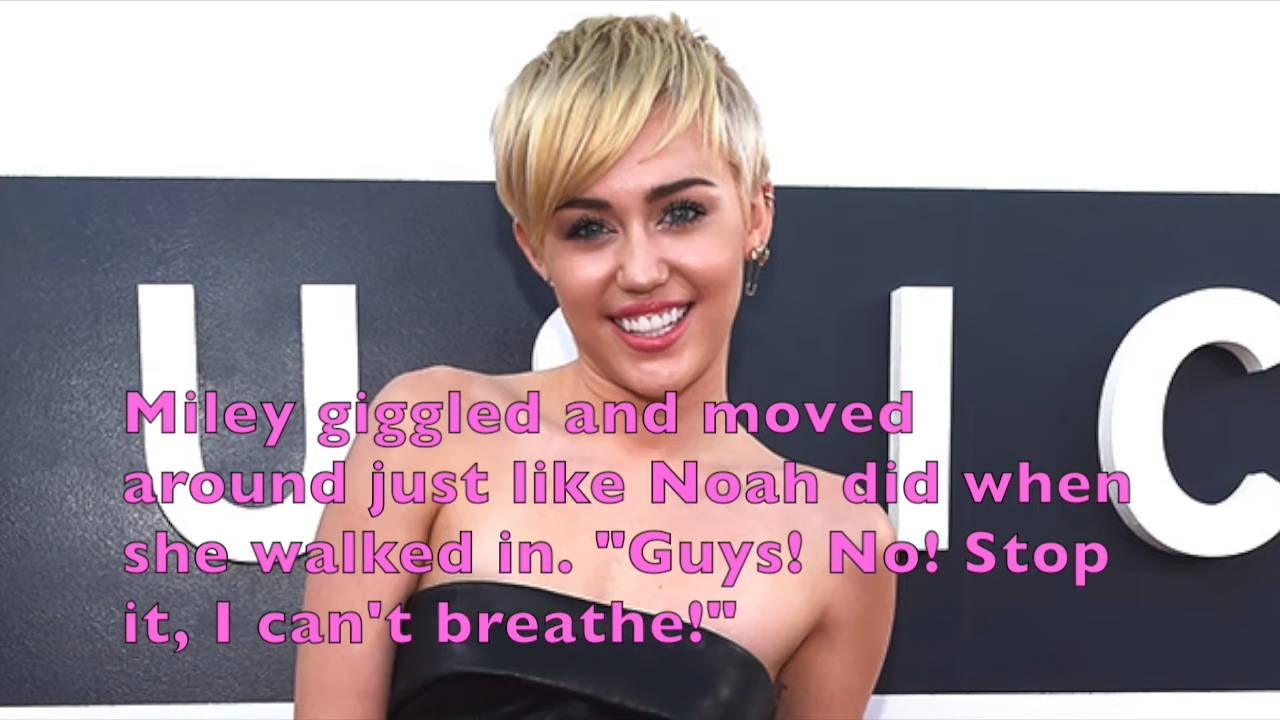 U S I C
Miley giggled and moved
around just like Noah did when
she walked in. "Guys! No! Stop
it, I can't breathe!"